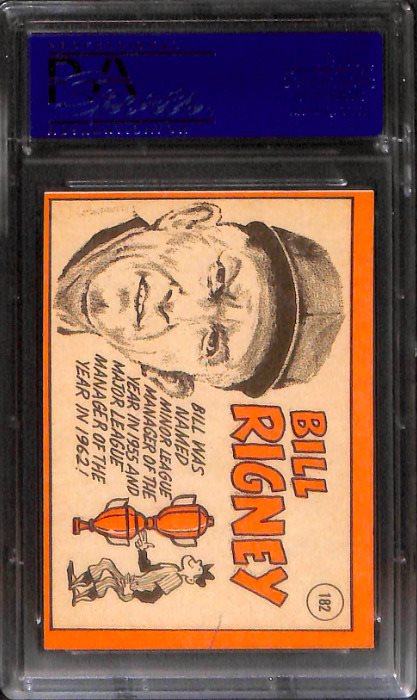 PSA
182
BILL
RIGNEY
BILL WAS
NAMED
MINOR LEAGUE
MANAGER OF THE
YEAR IN 1955 AND
MAJOR LEAGUE
MANAGER OF THE
YEAR IN 1962!